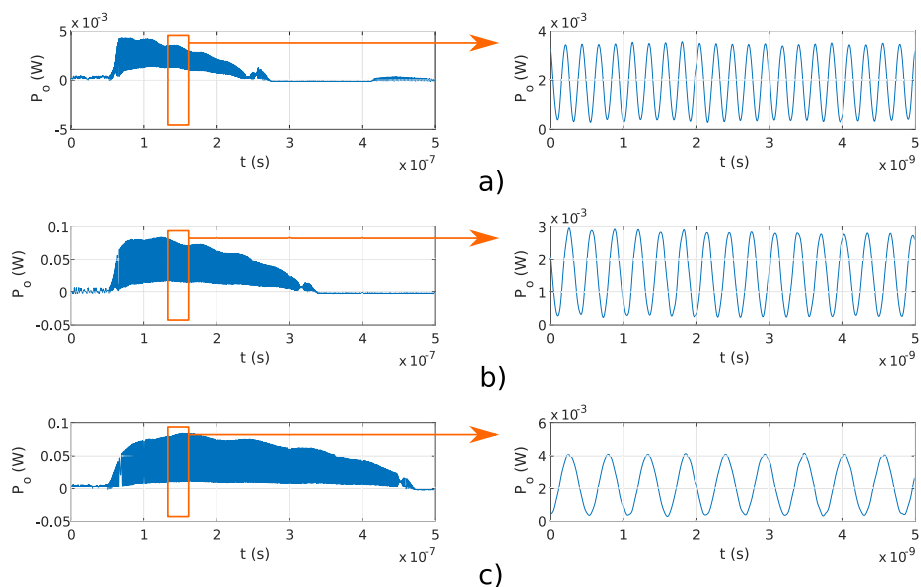 x 10^-3
5
0
-5
P_o (W)
0 1 2 3 4 5
t (s)
x 10^-7
x 10^-3
4
2
0
P_o (W)
0 1 2 3 4 5
t (s)
x 10^-9
a)
0.1
0.05
0
-0.05
P_o (W)
0 1 2 3 4 5
t (s)
x 10^-7
x 10^-3
3
2
1
0
P_o (W)
0 1 2 3 4 5
t (s)
x 10^-9
b)
0.1
0.05
0
-0.05
P_o (W)
0 1 2 3 4 5
t (s)
x 10^-7
x 10^-3
6
4
2
0
P_o (W)
0 1 2 3 4 5
t (s)
x 10^-9
c)